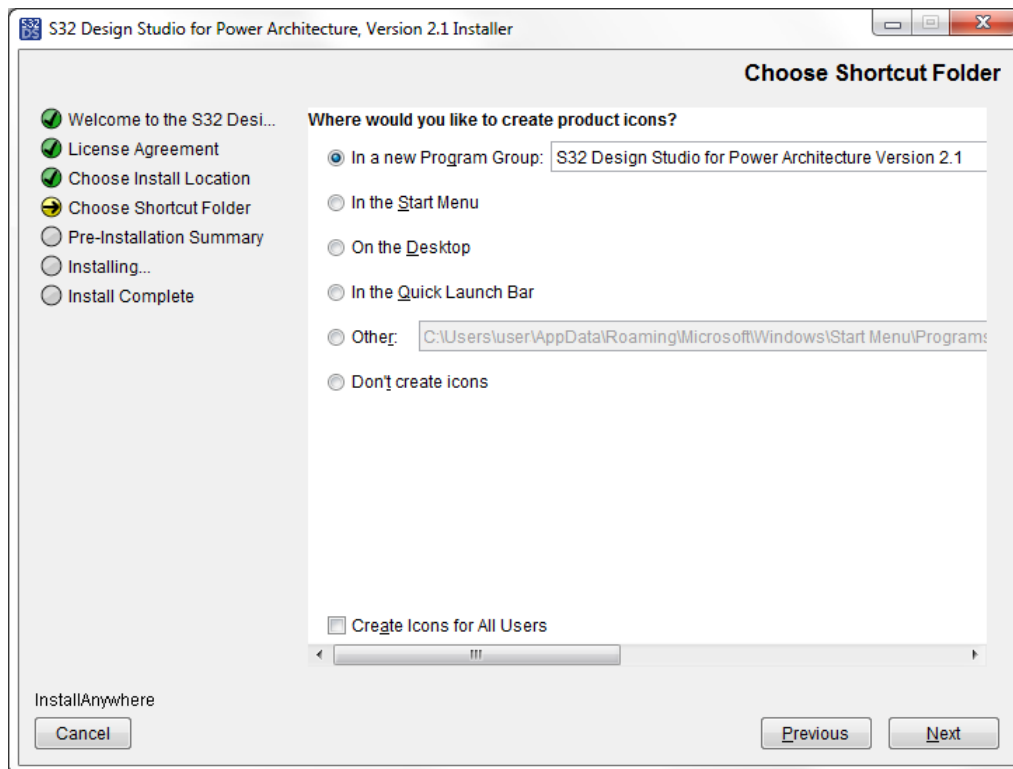 S32 DS
S32 Design Studio for Power Architecture, Version 2.1 Installer
Choose Shortcut Folder
Welcome to the S32 Desi...
License Agreement
Choose Install Location
Choose Shortcut Folder
Pre-Installation Summary
Installing...
Install Complete
Where would you like to create product icons?
In a new Program Group: S32 Design Studio for Power Architecture Version 2.1
In the Start Menu
On the Desktop
In the Quick Launch Bar
Other: C:\Users\user\AppData\Roaming\Microsoft\Windows\Start Menu\Programs
Don't create icons
Create Icons for All Users
InstallAnywhere
Cancel
Previous
Next